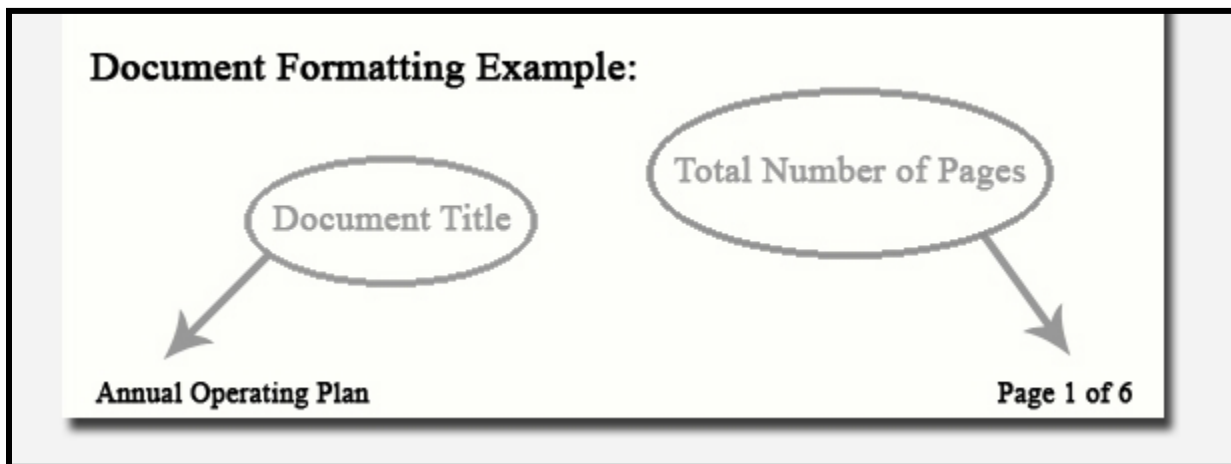 Document Formatting Example:
Total Number of Pages
Document Title
Annual Operating Plan
Page 1 of 6